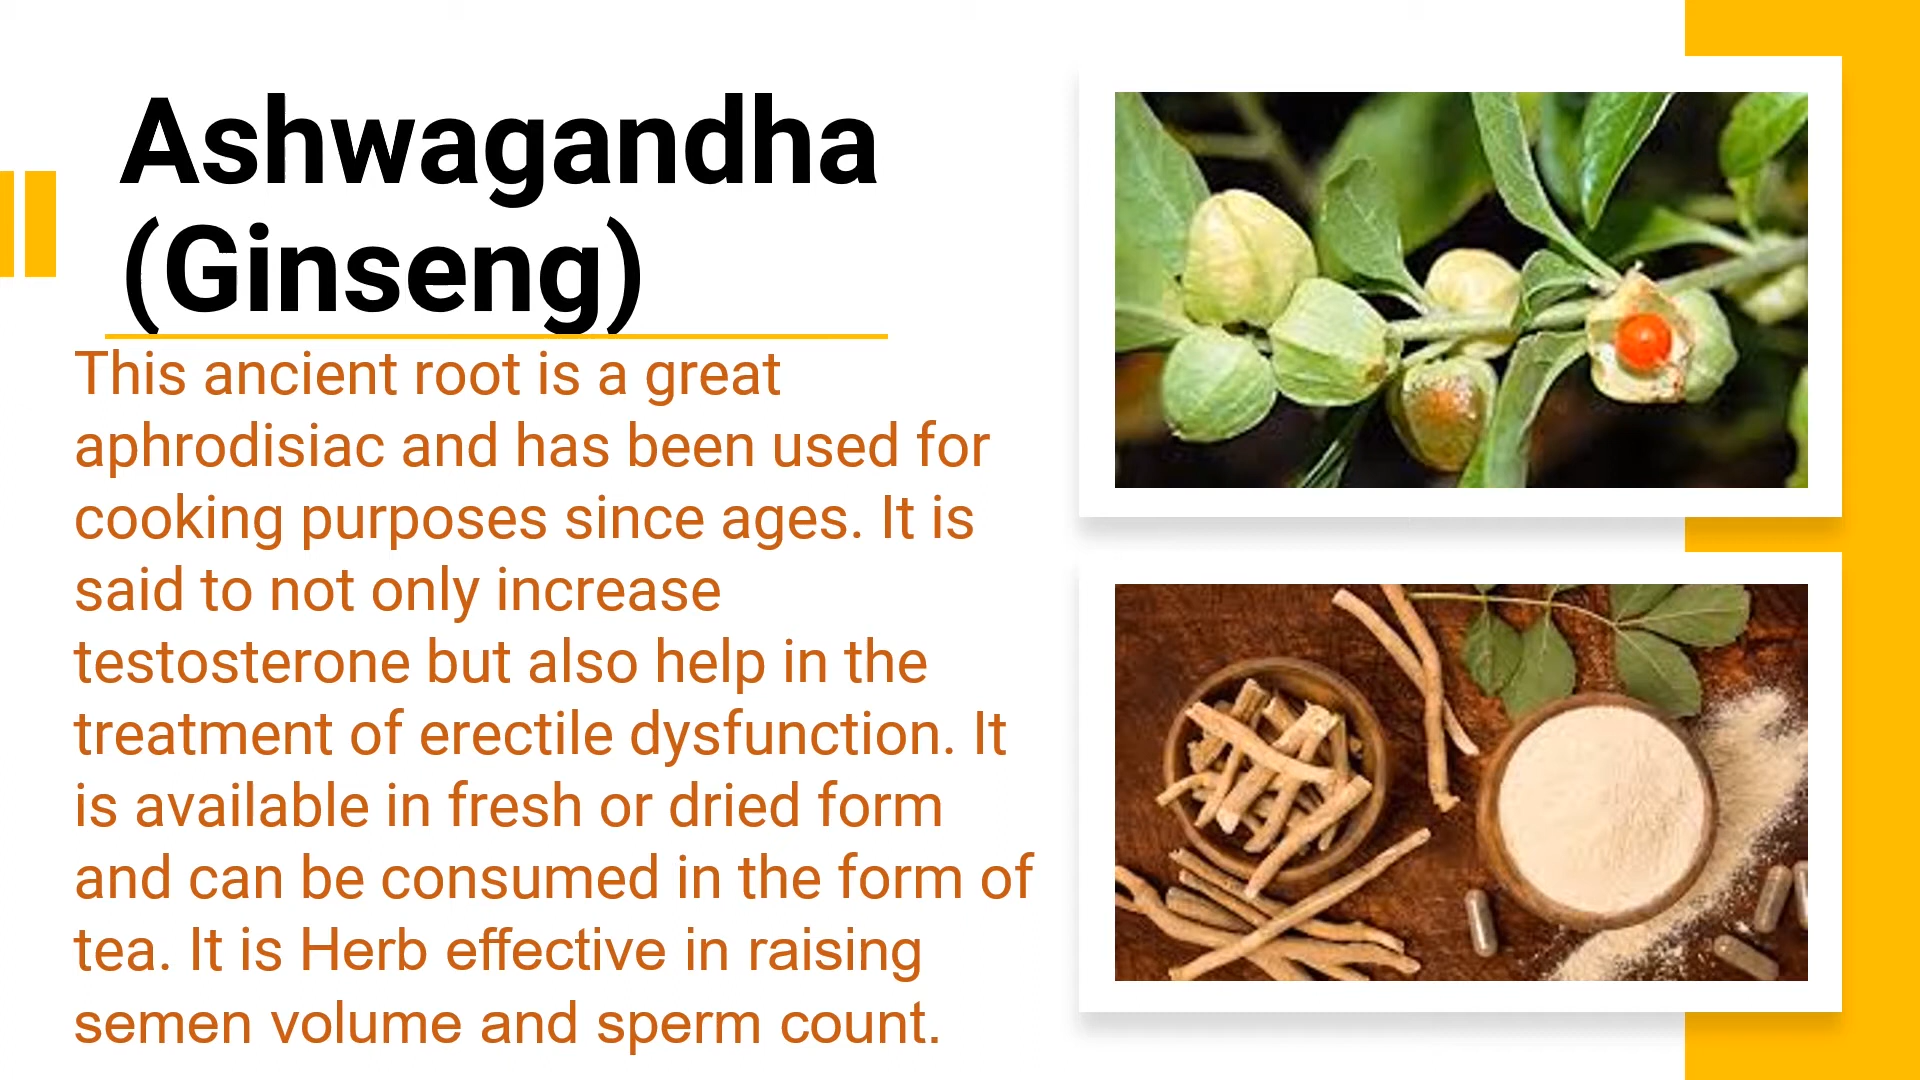 Ashwagandha
(Ginseng)
This ancient root is a great
aphrodisiac and has been used for
cooking purposes since ages. It is
said to not only increase
testosterone but also help in the
treatment of erectile dysfunction. It
is available in fresh or dried form
and can be consumed in the form of
tea. It is Herb effective in raising
semen volume and sperm count.